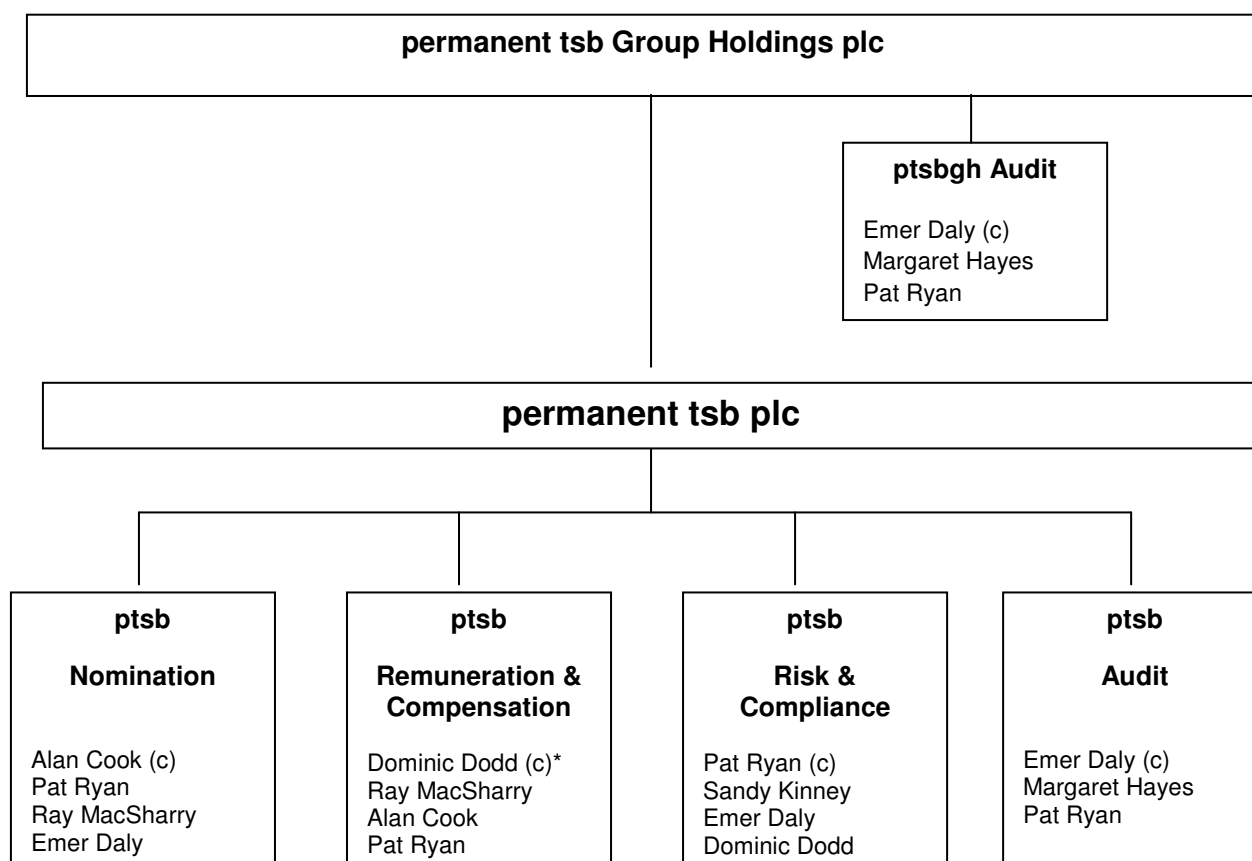 permanent tsb Group Holdings plc
ptsbgh Audit
Emer Daly (c)
Margaret Hayes
Pat Ryan
permanent tsb plc
ptsb
Nomination
Alan Cook (c)
Pat Ryan
Ray MacSharry
Emer Daly
ptsb
Remuneration &
Compensation
Dominic Dodd (c)*
Ray MacSharry
Alan Cook
Pat Ryan
ptsb
Risk &
Compliance
Pat Ryan (c)
Sandy Kinney
Emer Daly
Dominic Dodd
ptsb
Audit
Emer Daly (c)
Margaret Hayes
Pat Ryan